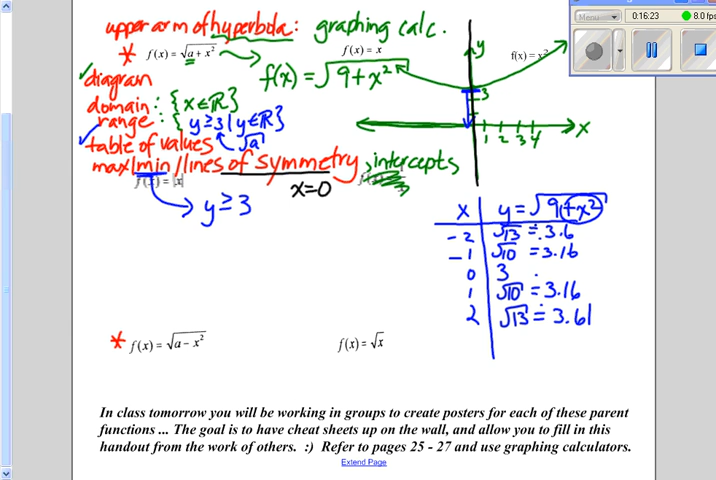 Menu 0:16:23 8.0 fps
upper arm of hyperbola: graphing calc.
* f(x) = √a + x² f(x) = x f(x) = x²
✓diagram f(x) = √9+x²
domain : {x∈ℝ}
range : {y≥3 | y∈ℝ}
√a
✓table of values
max/min/lines of symmetry, intercepts
x=0
y≥3
y
3
1 2 3 4 x
x | y = √9+x²
-2 | √13 ≐ 3.6
-1 | √10 = 3.16
0 | 3
1 | √10 ≐ 3.16
2 | √13 ≐ 3.61
* f(x) = √a − x² f(x) = √x
In class tomorrow you will be working in groups to create posters for each of these parent
functions ... The goal is to have cheat sheets up on the wall, and allow you to fill in this
handout from the work of others. :) Refer to pages 25 - 27 and use graphing calculators.
Extend Page